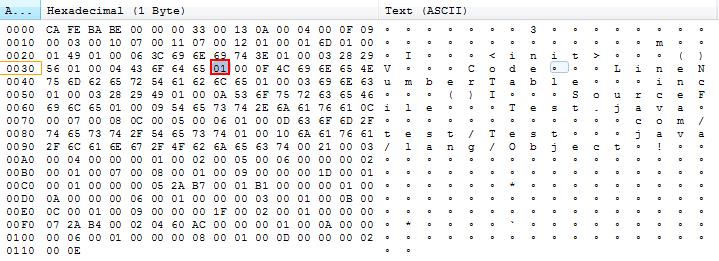 A... Hexadecimal (1 Byte) Text (ASCII)
0000 CA FE BA BE 00 00 00 33 00 13 0A 00 04 00 0F 09 ° ° ° ° ° ° ° 3 ° ° ° ° ° ° ° °
0010 00 03 00 10 07 00 11 07 00 12 01 00 01 6D 01 00 ° ° ° ° ° ° ° ° ° ° ° ° ° m ° °
0020 01 49 01 00 06 3C 69 6E 69 74 3E 01 00 03 28 29 ° I ° ° ° < i n i t > ° ° ° ( )
0030 56 01 00 04 43 6F 64 65 01 00 0F 4C 69 6E 65 4E V ° ° ° C o d e ° ° ° L i n e N
0040 75 6D 62 65 72 54 61 62 6C 65 01 00 03 69 6E 63 u m b e r T a b l e ° ° ° i n c
0050 01 00 03 28 29 49 01 00 0A 53 6F 75 72 63 65 46 ° ° ° ( ) I ° ° ° S o u r c e F
0060 69 6C 65 01 00 09 54 65 73 74 2E 6A 61 76 61 0C i l e ° ° ° T e s t . j a v a °
0070 00 07 00 08 0C 00 05 00 06 01 00 0D 63 6F 6D 2F ° ° ° ° ° ° ° ° ° ° ° ° c o m /
0080 74 65 73 74 2F 54 65 73 74 01 00 10 6A 61 76 61 t e s t / T e s t ° ° ° j a v a
0090 2F 6C 61 6E 67 2F 4F 62 6A 65 63 74 00 21 00 03 / l a n g / O b j e c t ° ! ° °
00A0 00 04 00 00 00 01 00 02 00 05 00 06 00 00 00 02 ° ° ° ° ° ° ° ° ° ° ° ° ° ° ° °
00B0 00 01 00 07 00 08 00 01 00 09 00 00 00 1D 00 01 ° ° ° ° ° ° ° ° ° ° ° ° ° ° ° °
00C0 00 01 00 00 00 05 2A B7 00 01 B1 00 00 00 01 00 ° ° ° ° ° ° * ° ° ° ° ° ° ° ° °
00D0 0A 00 00 00 06 00 01 00 00 00 03 00 01 00 0B 00 ° ° ° ° ° ° ° ° ° ° ° ° ° ° ° °
00E0 0C 00 01 00 09 00 00 00 1F 00 02 00 01 00 00 00 ° ° ° ° ° ° ° ° ° ° ° ° ° ° ° °
00F0 07 2A B4 00 02 04 60 AC 00 00 00 01 00 0A 00 00 ° * ° ° ° ° ` ° ° ° ° ° ° ° ° °
0100 00 06 00 01 00 00 00 08 00 01 00 0D 00 00 00 02 ° ° ° ° ° ° ° ° ° ° ° ° ° ° ° °
0110 00 0E ° °